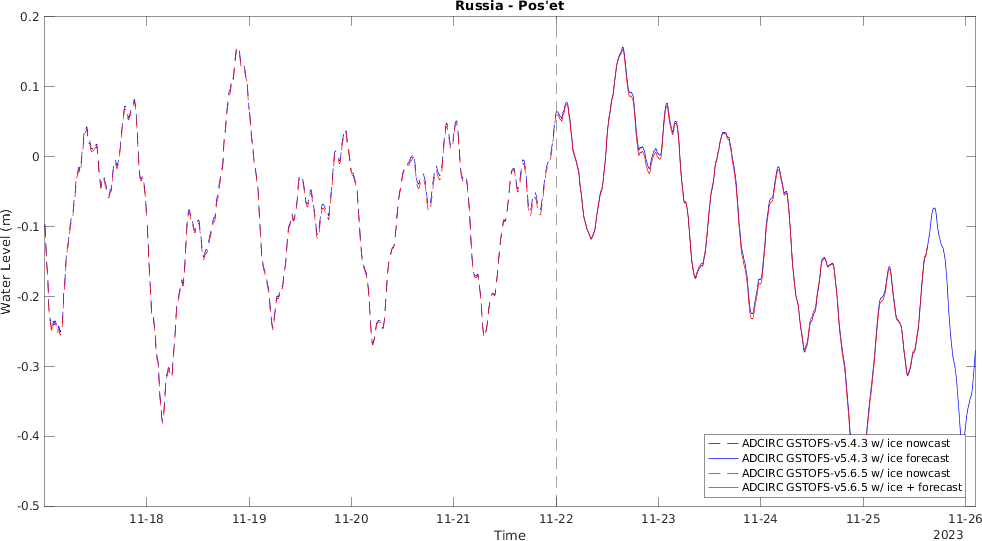 Russia - Pos'et
0.2
0.1
0
-0.1
-0.2
-0.3
-0.4
-0.5
Water Level (m)
ADCIRC GSTOFS-v5.4.3 w/ ice nowcast
ADCIRC GSTOFS-v5.4.3 w/ ice forecast
ADCIRC GSTOFS-v5.6.5 w/ ice nowcast
ADCIRC GSTOFS-v5.6.5 w/ ice + forecast
11-18 11-19 11-20 11-21 11-22 11-23 11-24 11-25 11-26
Time
2023